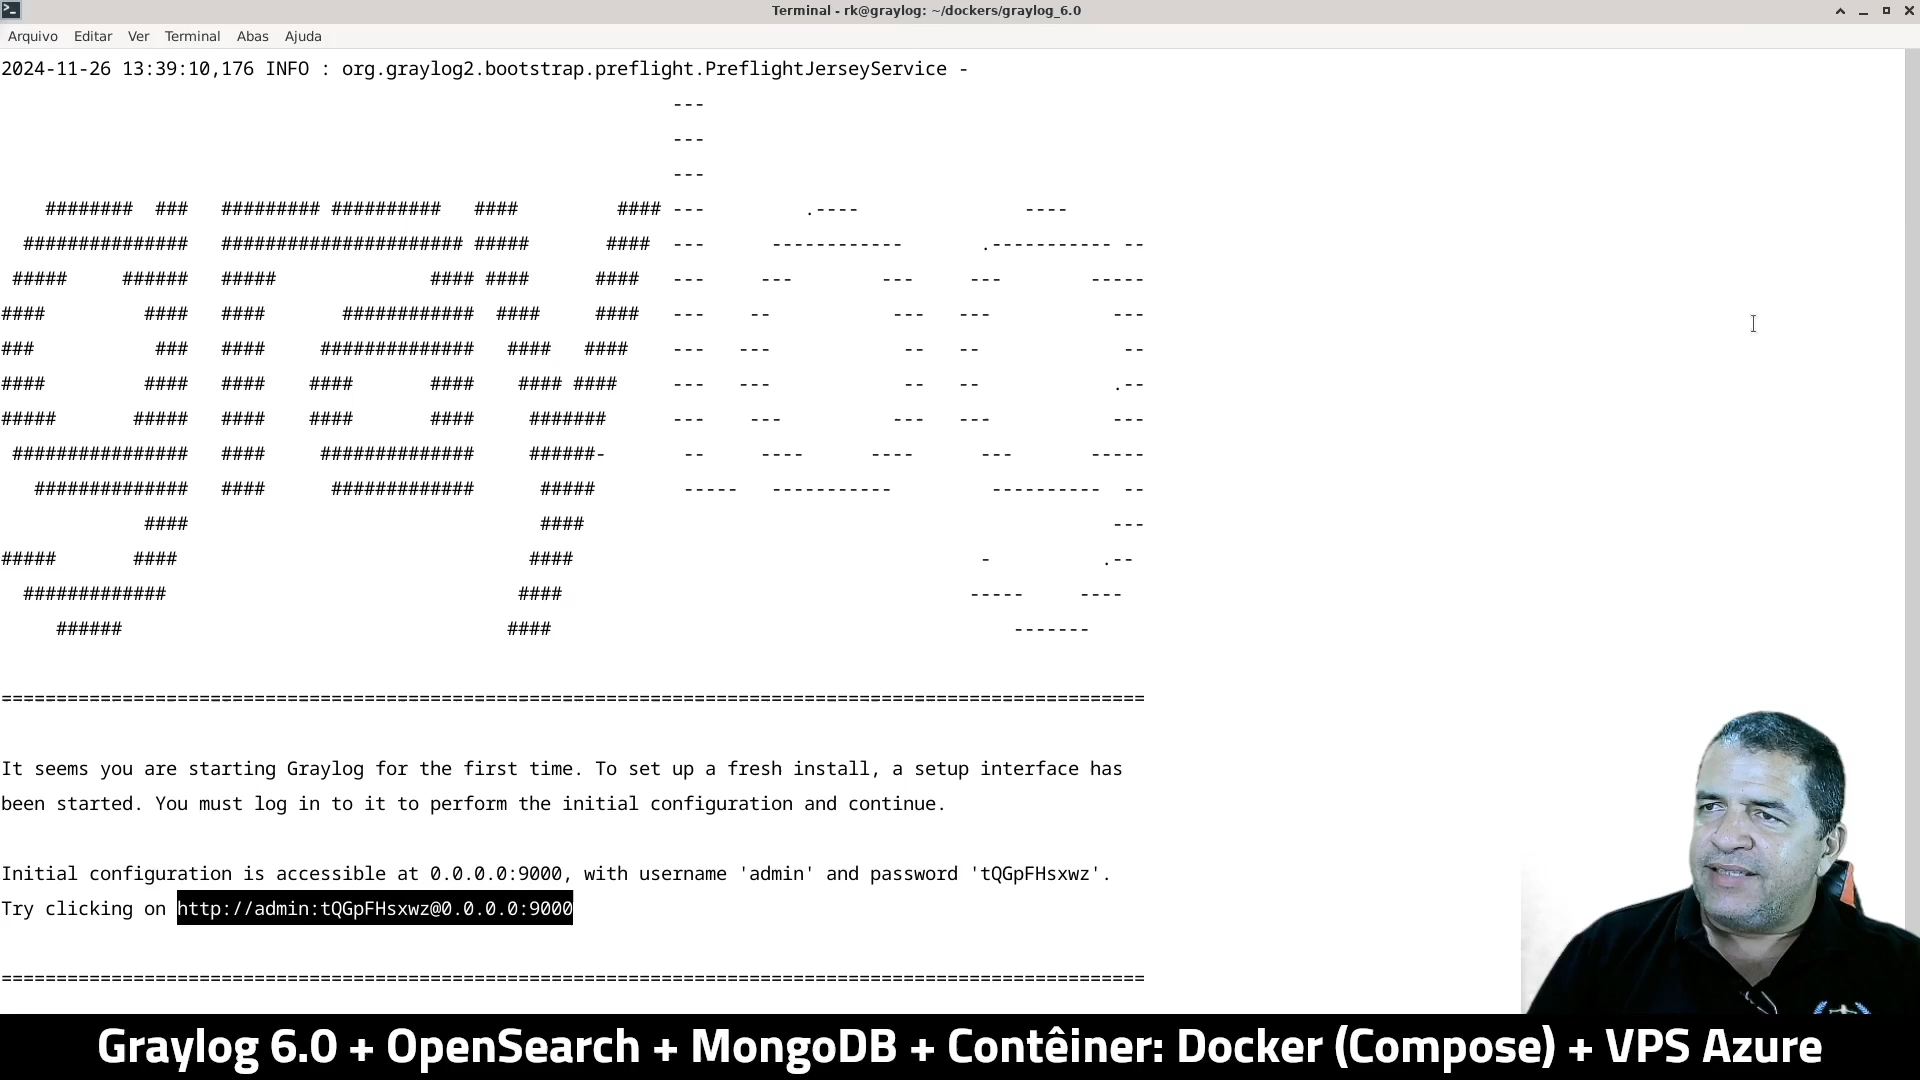 Terminal - rk@graylog: ~/dockers/graylog_6.0
Arquivo Editar Ver Terminal Abas Ajuda
2024-11-26 13:39:10,176 INFO : org.graylog2.bootstrap.preflight.PreflightJerseyService -
                                                             ---
                                                             ---
                                                             ---
    ########  ###   ######### ##########   ####         #### ---         .----               ----
  ###############   ###################### #####       ####  ---      ------------       .----------- --
 #####     ######   #####              #### ####      ####   ---     ---        ---     ---        -----
####         ####   ####       ############  ####     ####   ---    --           ---   ---           ---
###           ###   ####     ##############   ####   ####    ---   ---            --   --             --
####         ####   ####    ####       ####    #### ####     ---   ---            --   --            .--
#####       #####   ####    ####       ####     #######      ---    ---          ---   ---           ---
 ################   ####     ##############     ######-       --     ----      ----      ---       -----
   ##############   ####      #############      #####        -----   -----------         ----------  --
             ####                                ####                                                ---
#####       ####                                ####                                     -          .--
  #############                                ####                                     -----     ----
     ######                                   ####                                          -------
========================================================================================================
It seems you are starting Graylog for the first time. To set up a fresh install, a setup interface has
been started. You must log in to it to perform the initial configuration and continue.
Initial configuration is accessible at 0.0.0.0:9000, with username 'admin' and password 'tQGpFHsxwz'.
Try clicking on http://admin:tQGpFHsxwz@0.0.0.0:9000
========================================================================================================
Graylog 6.0 + OpenSearch + MongoDB + Contêiner: Docker (Compose) + VPS Azure